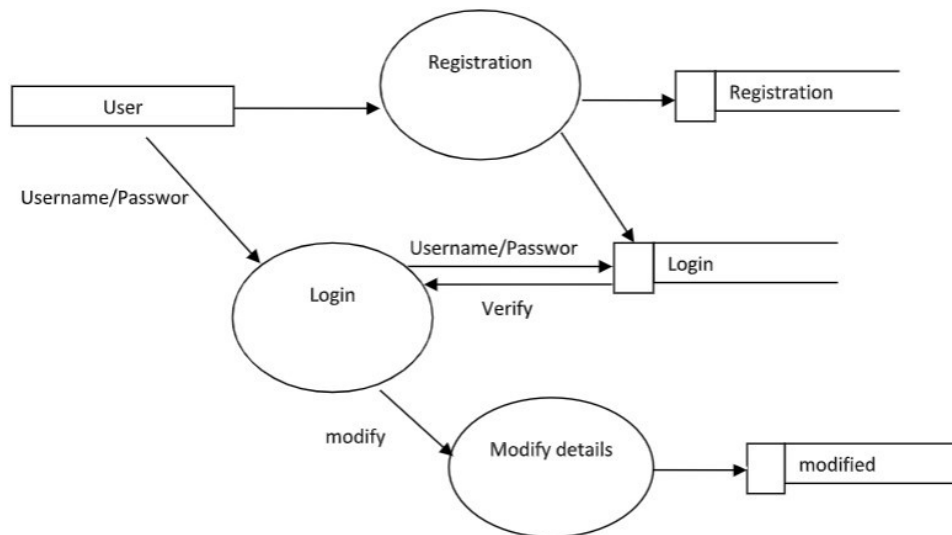 Registration
Registration
User
Username/Passwor
Username/Passwor
Login
Login
Verify
modify
Modify details
modified